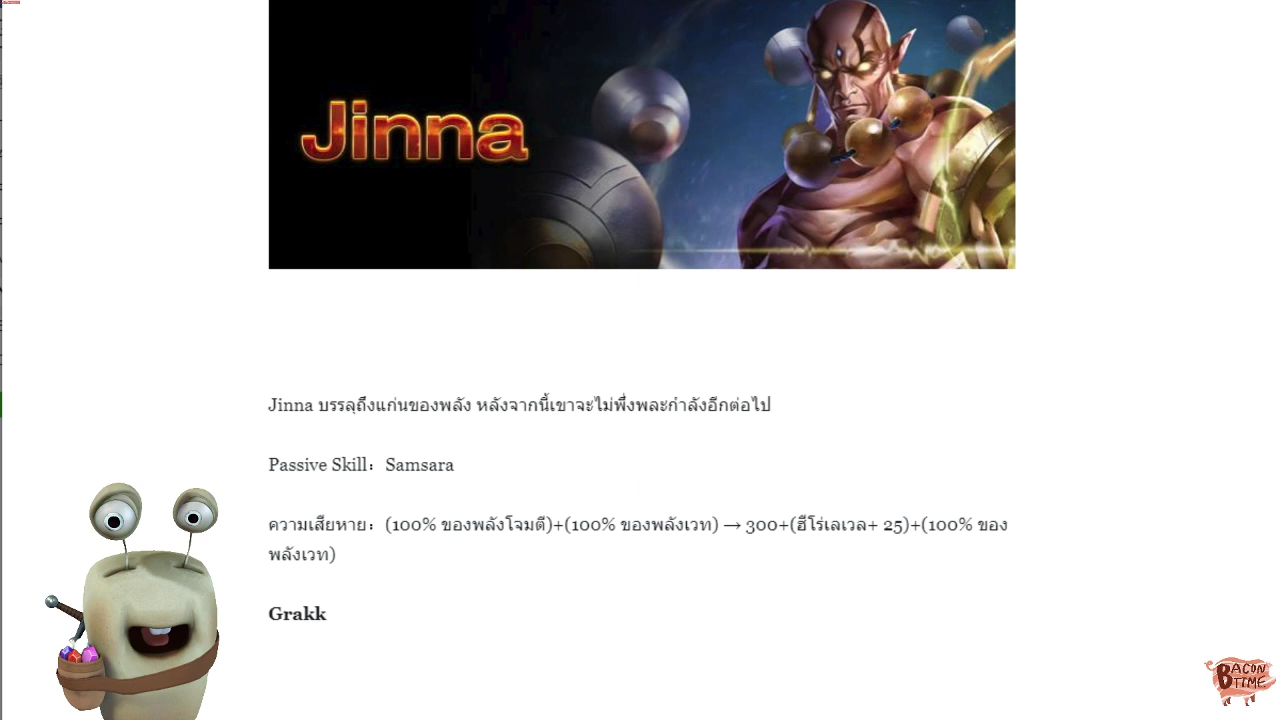 Jinna
Jinna บรรลุถึงแก่นของพลัง หลังจากนี้เขาจะไม่พึ่งพละกำลังอีกต่อไป
Passive Skill： Samsara
ความเสียหาย： (100% ของพลังโจมตี)+(100% ของพลังเวท) → 300+(ฮีโร่เลเวล+ 25)+(100% ของ
พลังเวท)
Grakk
BACON
TIME